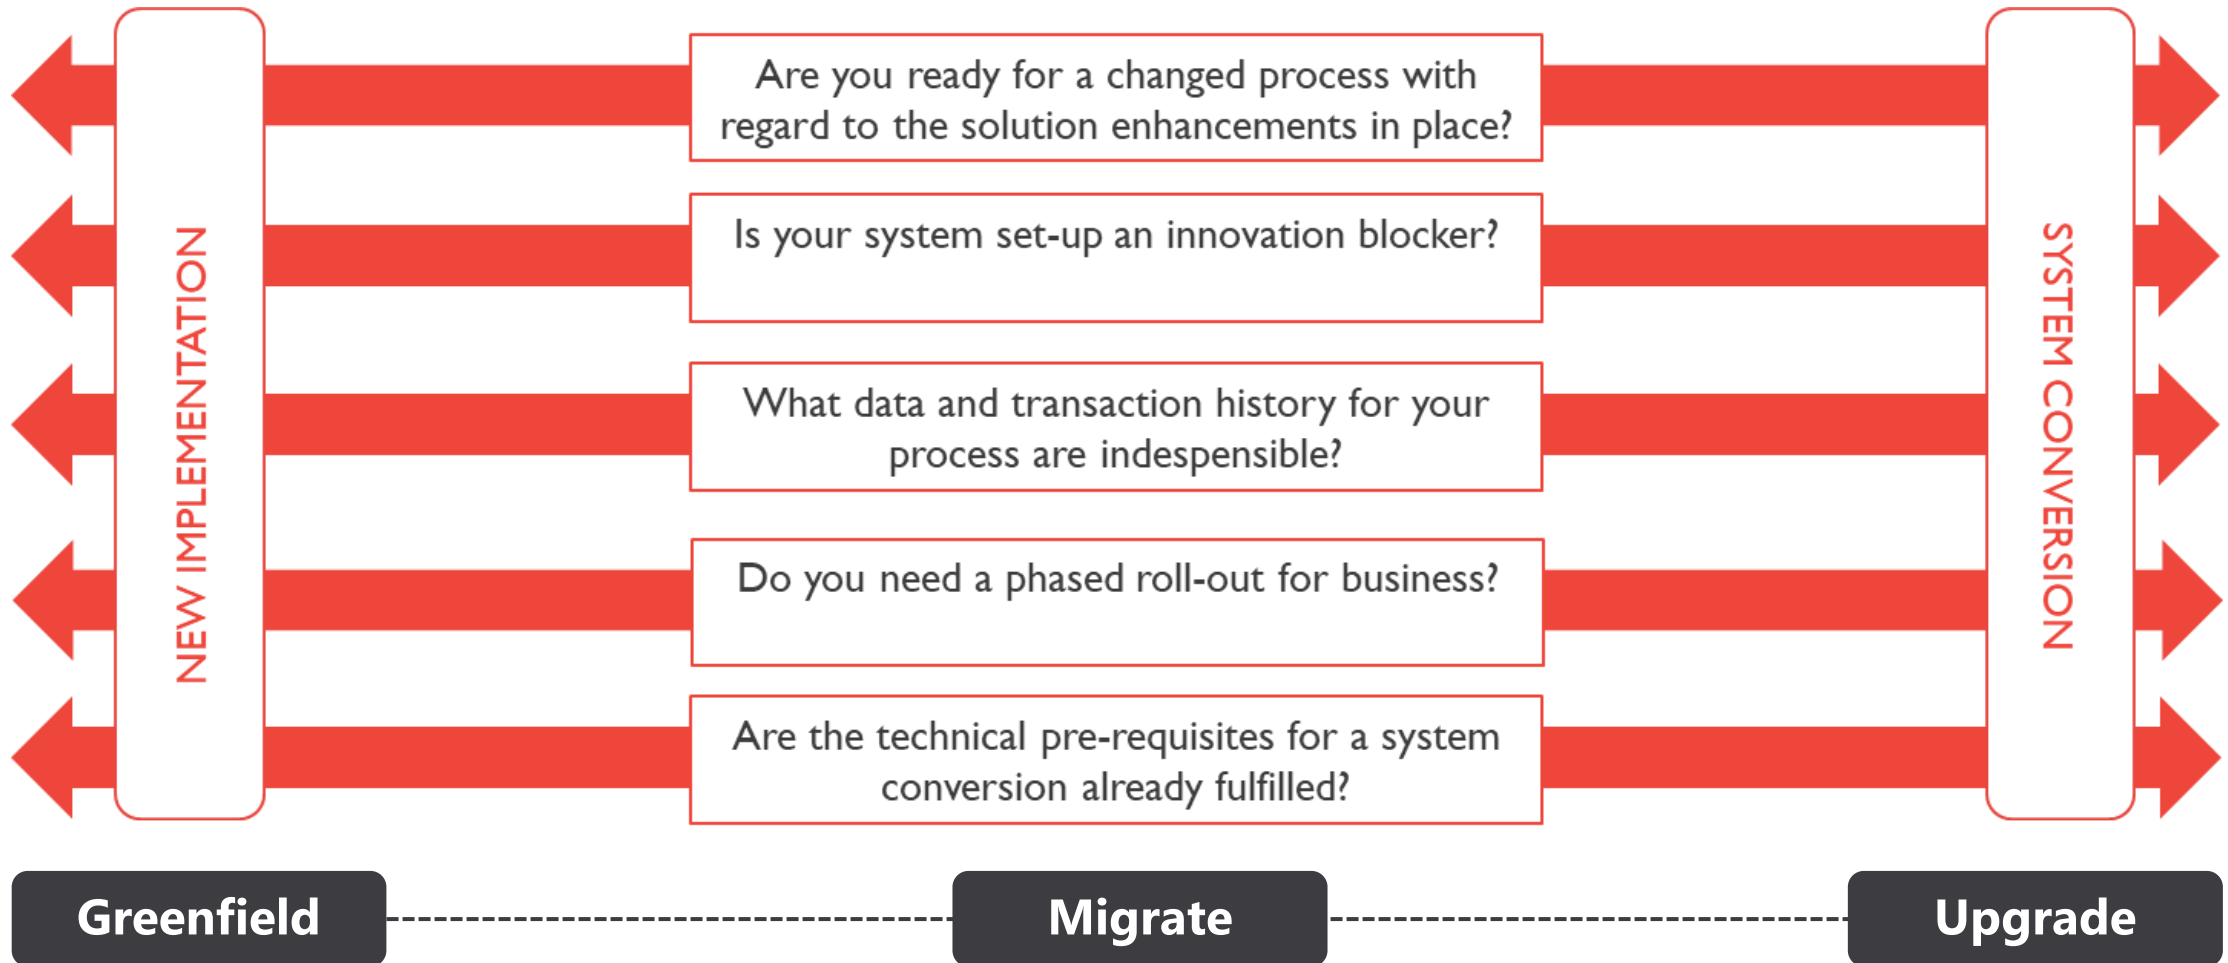 NEW IMPLEMENTATION
Are you ready for a changed process with
regard to the solution enhancements in place?
Is your system set-up an innovation blocker?
What data and transaction history for your
process are indespensible?
Do you need a phased roll-out for business?
Are the technical pre-requisites for a system
conversion already fulfilled?
SYSTEM CONVERSION
Greenfield
Migrate
Upgrade